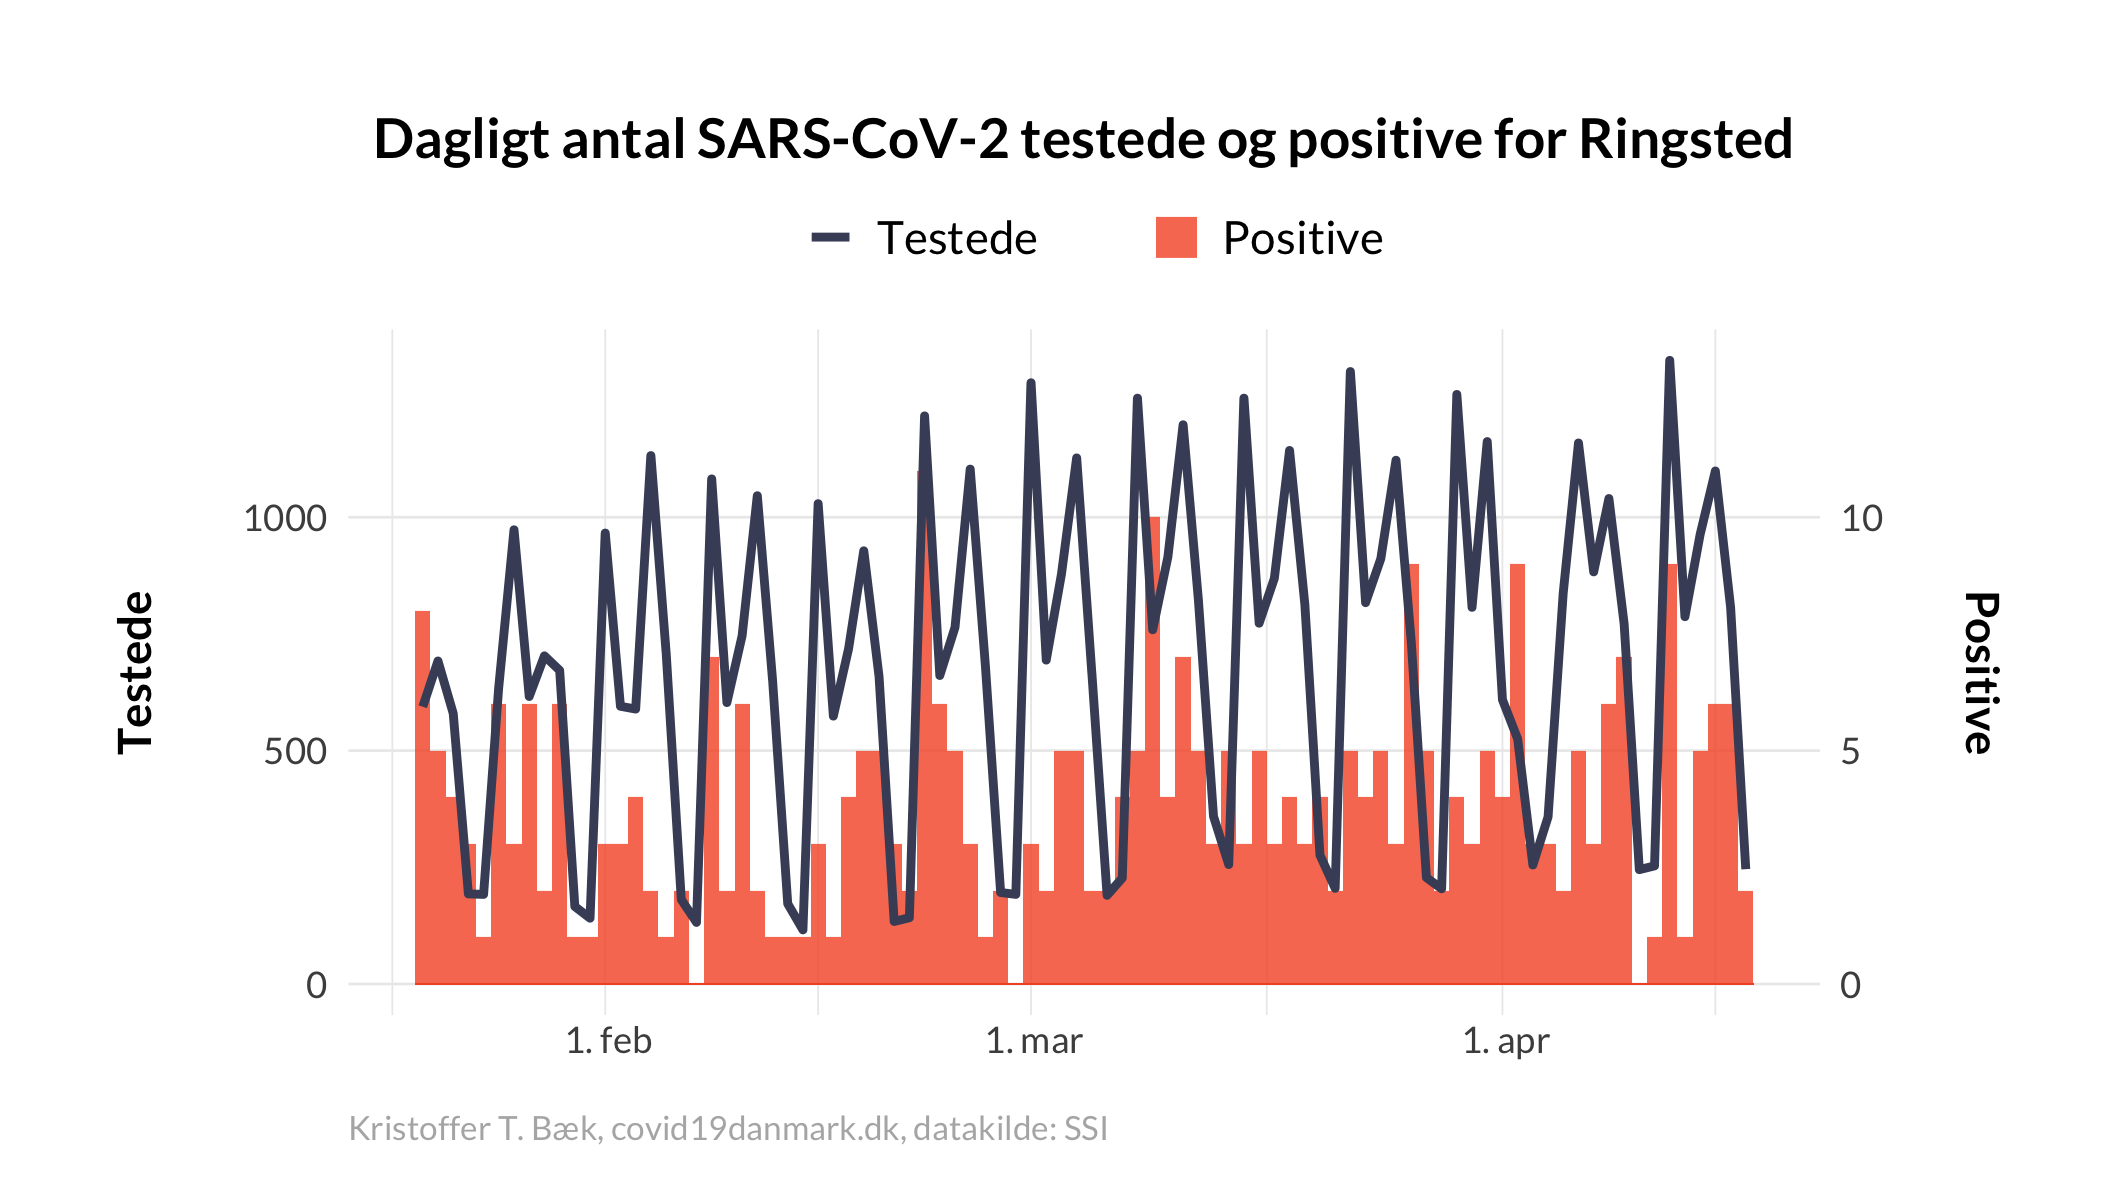 Dagligt antal SARS-CoV-2 testede og positive for Ringsted
Testede
Positive
1000
500
0
Testede
10
5
0
Positive
1. feb
1. mar
1. apr
Kristoffer T. Bæk, covid19danmark.dk, datakilde: SSI